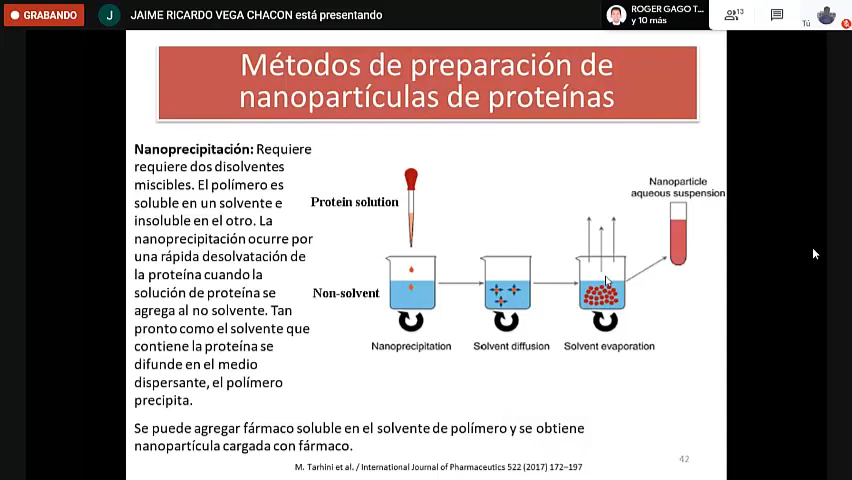 GRABANDO
J
JAIME RICARDO VEGA CHACON está presentando
ROGER GAGO T...
y 10 más
13
Tú
Métodos de preparación de
nanopartículas de proteínas
Nanoprecipitación: Requiere
requiere dos disolventes
miscibles. El polímero es
soluble en un solvente e
insoluble en el otro. La
nanoprecipitación ocurre por
una rápida desolvatación de
la proteína cuando la
solución de proteína se
agrega al no solvente. Tan
pronto como el solvente que
contiene la proteína se
difunde en el medio
dispersante, el polímero
precipita.
Protein solution
Non-solvent
Nanoprecipitation
Solvent diffusion
Solvent evaporation
Nanoparticle
aqueous suspension
Se puede agregar fármaco soluble en el solvente de polímero y se obtiene
nanopartícula cargada con fármaco.
42
M. Tarhini et al. / International Journal of Pharmaceutics 522 (2017) 172–197